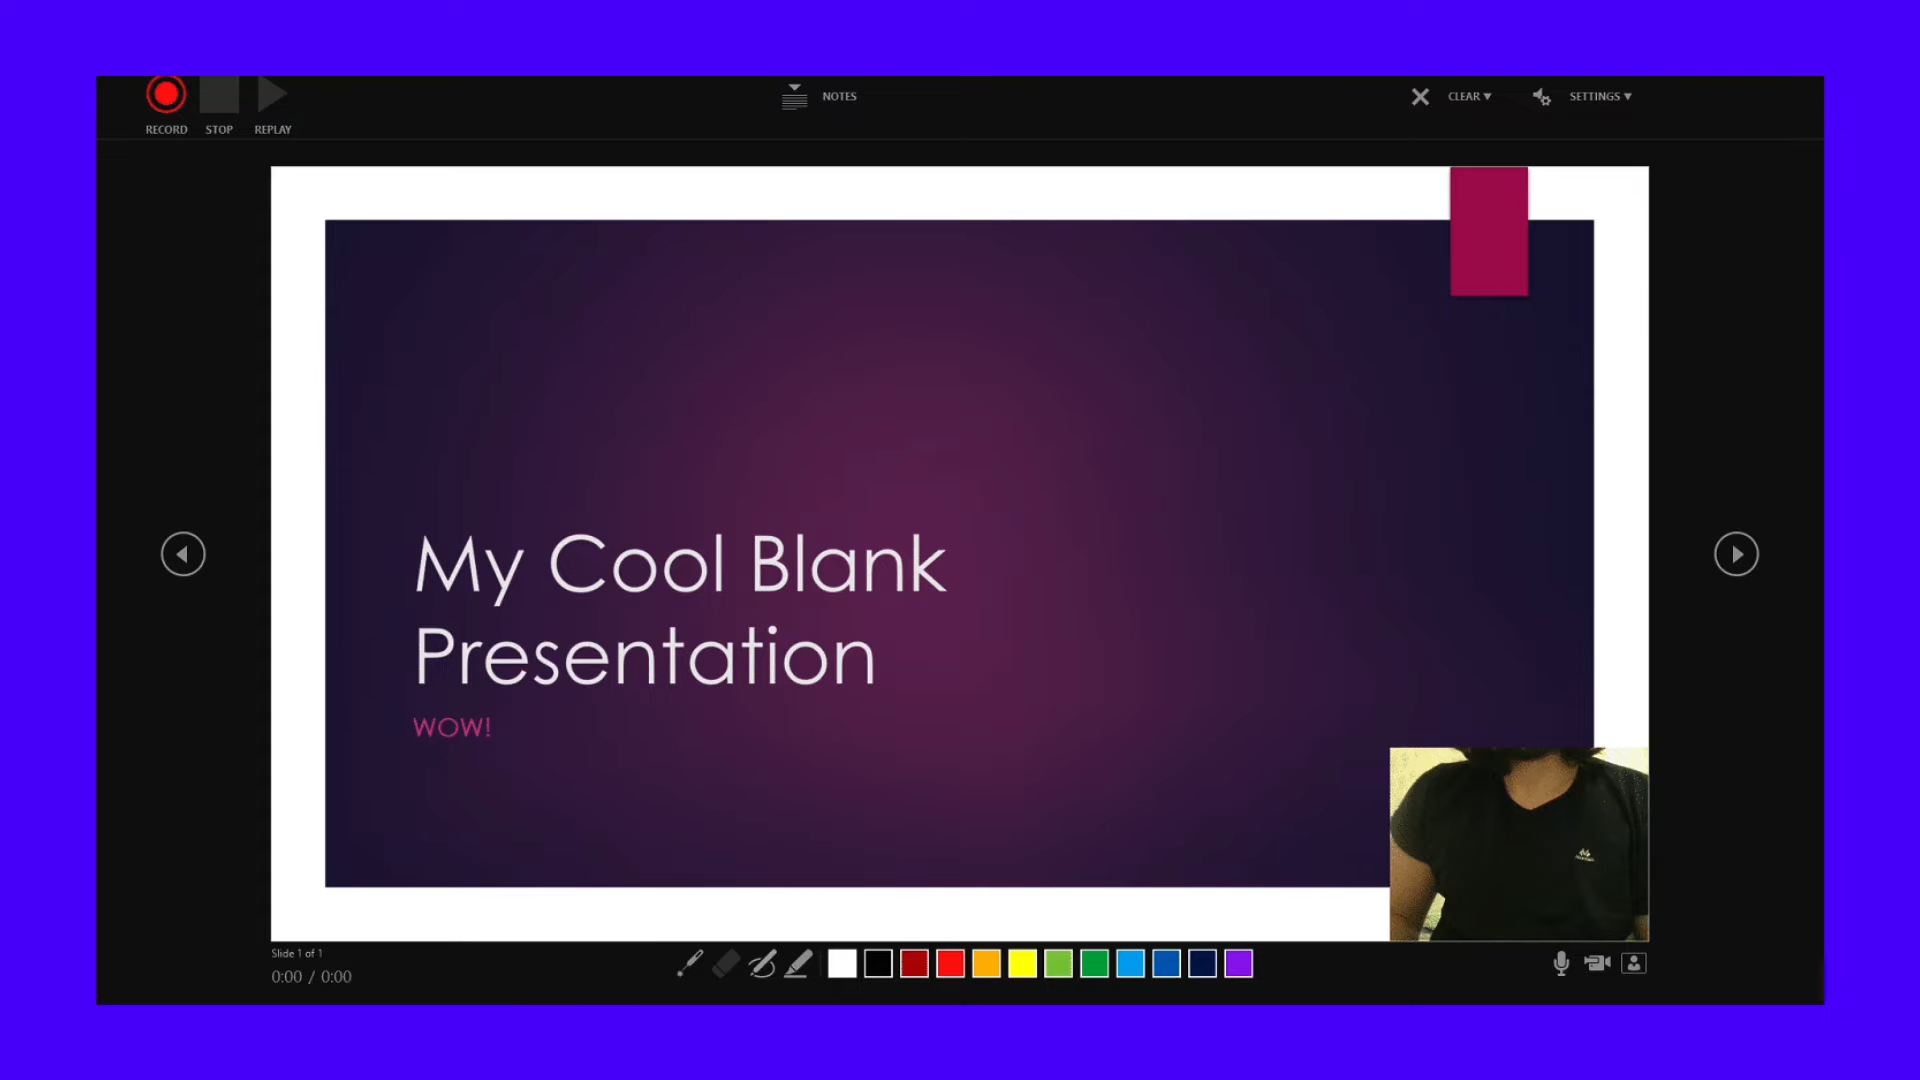 RECORD STOP REPLAY
NOTES
CLEAR
SETTINGS
My Cool Blank
Presentation
WOW!
Slide 1 of 1
0:00 / 0:00